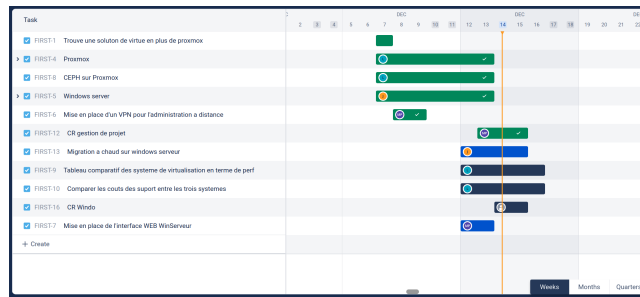 Task
DEC
DEC
DE
2 3 4 5 6 7 8 9 10 11 12 13 14 15 16 17 18 19 20 21 22
FIRST-1 Trouve une soluton de virtue en plus de proxmox
FIRST-4 Proxmox
FIRST-8 CEPH sur Proxmox
FIRST-5 Windows server
FIRST-6 Mise en place d'un VPN pour l'administration a distance
FIRST-12 CR gestion de projet
FIRST-13 Migration a chaud sur windows serveur
FIRST-9 Tableau comparatif des systeme de virtualisation en terme de perf
FIRST-10 Comparer les couts des suport entre les trois systemes
FIRST-16 CR Windo
FIRST-7 Mise en place de l'interface WEB WinServeur
+ Create
Weeks Months Quarters